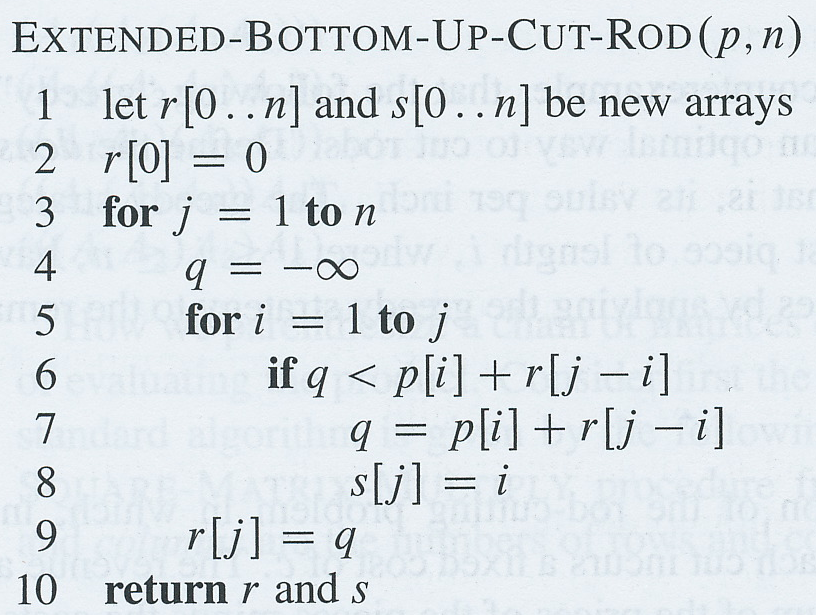 EXTENDED-BOTTOM-UP-CUT-ROD(p, n)
1 let r[0..n] and s[0..n] be new arrays
2 r[0] = 0
3 for j = 1 to n
4 q = −∞
5 for i = 1 to j
6 if q < p[i] + r[j − i]
7 q = p[i] + r[j − i]
8 s[j] = i
9 r[j] = q
10 return r and s